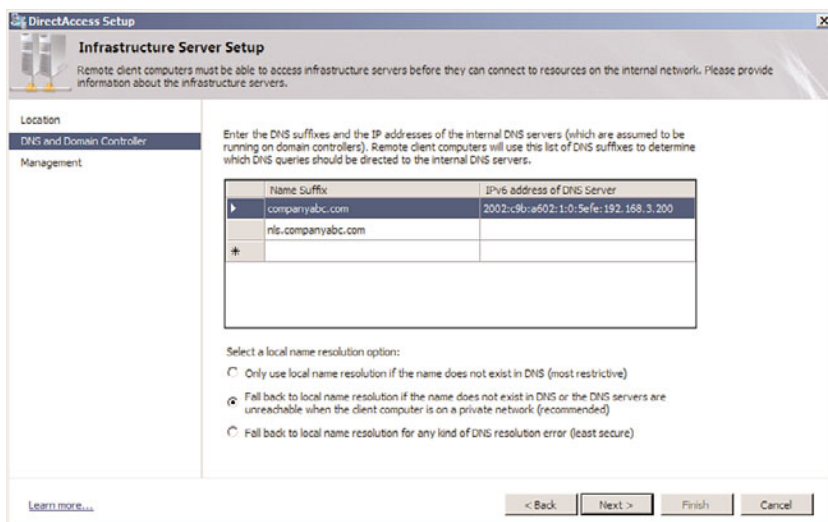 DirectAccess Setup
Infrastructure Server Setup
Remote client computers must be able to access infrastructure servers before they can connect to resources on the internal network. Please provide
information about the infrastructure servers.
Location
DNS and Domain Controller
Management
Enter the DNS suffixes and the IP addresses of the internal DNS servers (which are assumed to be
running on domain controllers). Remote client computers will use this list of DNS suffixes to determine
which DNS queries should be directed to the internal DNS servers.
Name Suffix IPv6 address of DNS Server
companyabc.com 2002:c9b:a602:1:0:5efe:192.168.3.200
nls.companyabc.com
Select a local name resolution option:
Only use local name resolution if the name does not exist in DNS (most restrictive)
Fall back to local name resolution if the name does not exist in DNS or the DNS servers are
unreachable when the client computer is on a private network (recommended)
Fall back to local name resolution for any kind of DNS resolution error (least secure)
Learn more... < Back Next > Finish Cancel